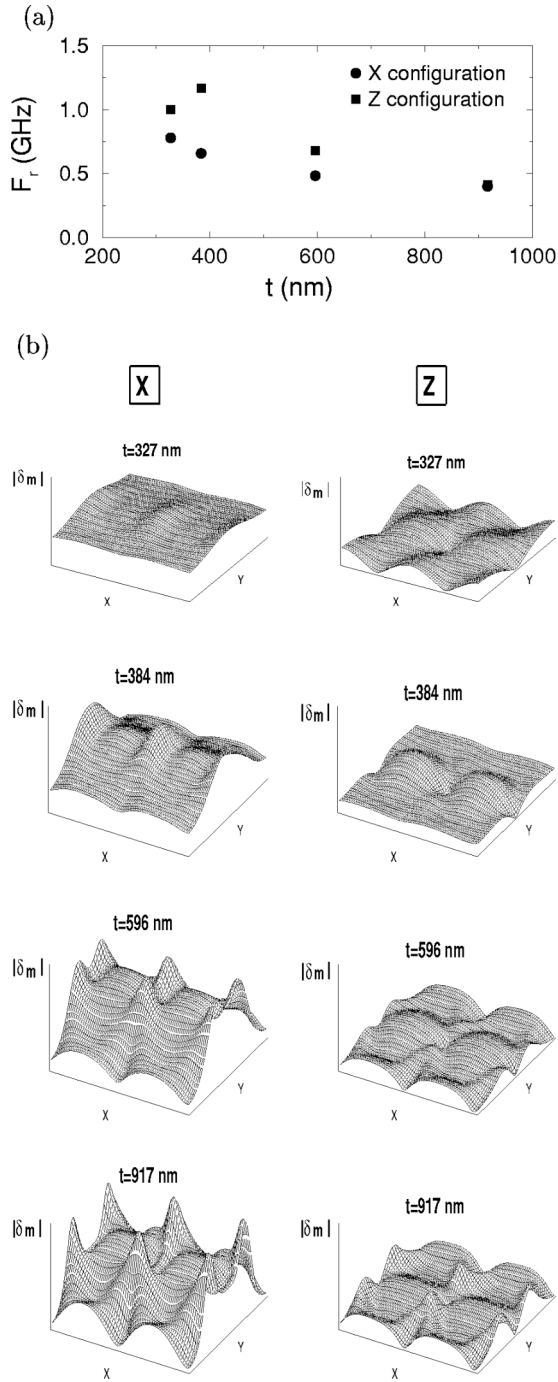 (a)
1.5
1.0
0.5
0.0
F r (GHz)
X configuration
Z configuration
200 400 600 800 1000
t (nm)
(b)
X Z
t=327 nm t=327 nm
|δm| |δm|
X Y X Y
t=384 nm t=384 nm
|δm| |δm|
X Y X Y
t=596 nm t=596 nm
|δm| |δm|
X Y X Y
t=917 nm t=917 nm
|δm| |δm|
X Y X Y